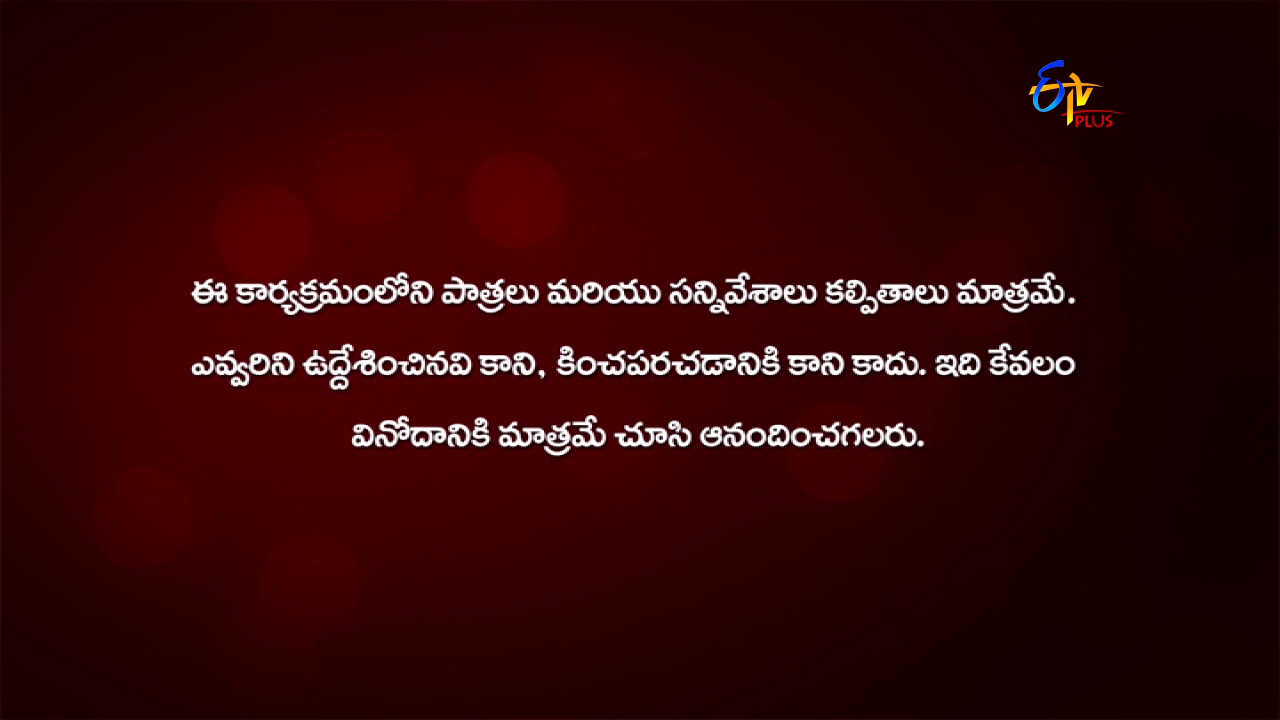 ETV
PLUS
ఈ కార్యక్రమంలోని పాత్రలు మరియు సన్నివేశాలు కల్పితాలు మాత్రమే.
ఎవ్వరిని ఉద్దేశించినవి కాని, కించపరచడానికి కాని కాదు. ఇది కేవలం
వినోదానికి మాత్రమే చూసి ఆనందించగలరు.